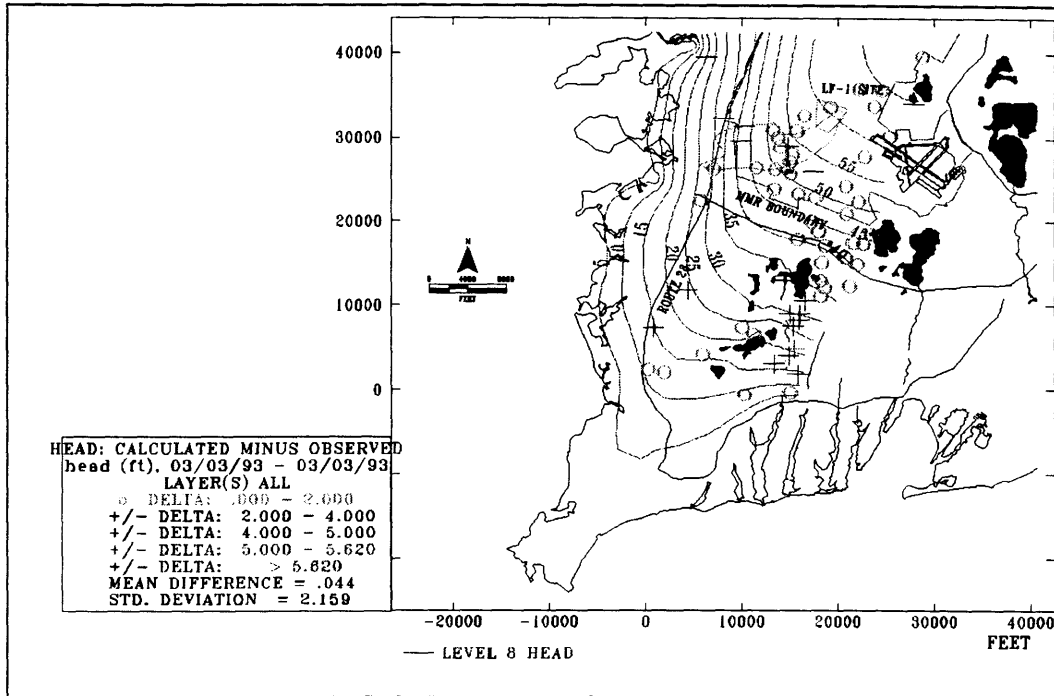 40000
30000
20000
10000
0
LF-1(SITE)
55
50
MMR BOUNDARY
45
40
35
30
25
20
15
10
ROUTE 28
N
0 4000 8000
FEET
HEAD: CALCULATED MINUS OBSERVED
head (ft), 03/03/93 - 03/03/93
LAYER(S) ALL
o DELTA: .000 - 2.000
+/- DELTA: 2.000 - 4.000
+/- DELTA: 4.000 - 5.000
+/- DELTA: 5.000 - 5.620
+/- DELTA: > 5.620
MEAN DIFFERENCE = .044
STD. DEVIATION = 2.159
-20000 -10000 0 10000 20000 30000 40000
FEET
LEVEL 8 HEAD